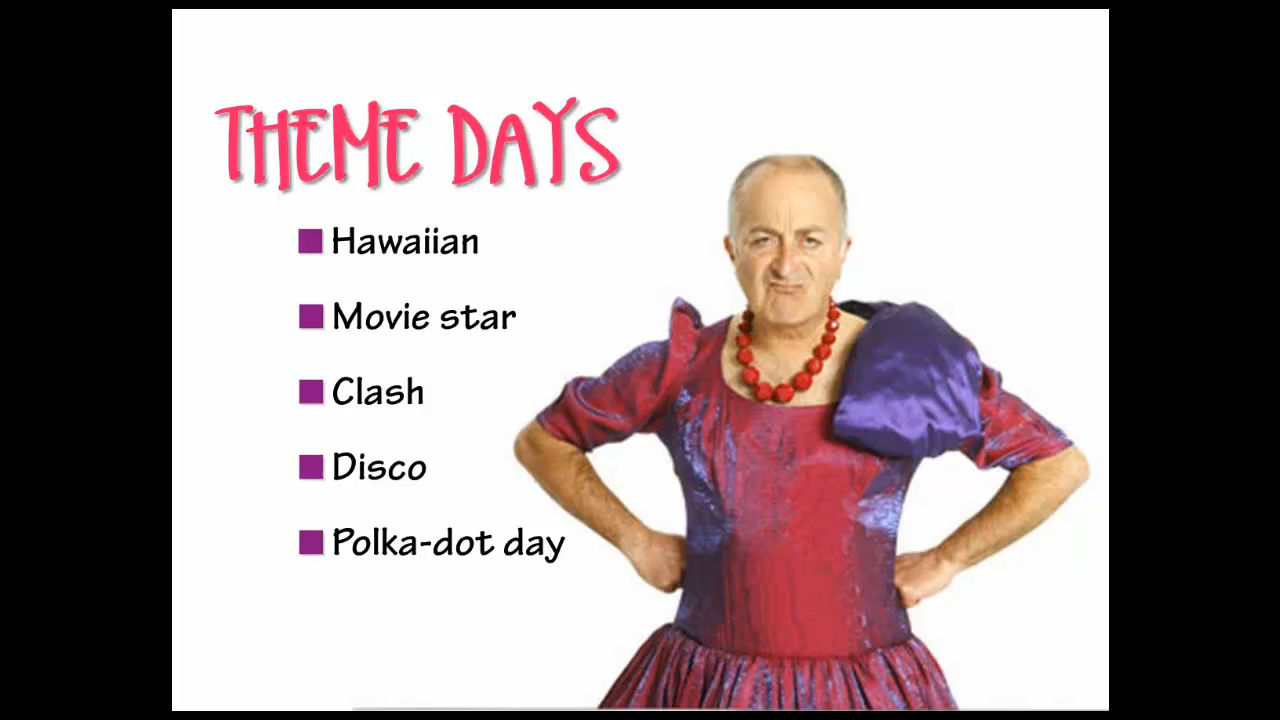 THEME DAYS
Hawaiian
Movie star
Clash
Disco
Polka-dot day